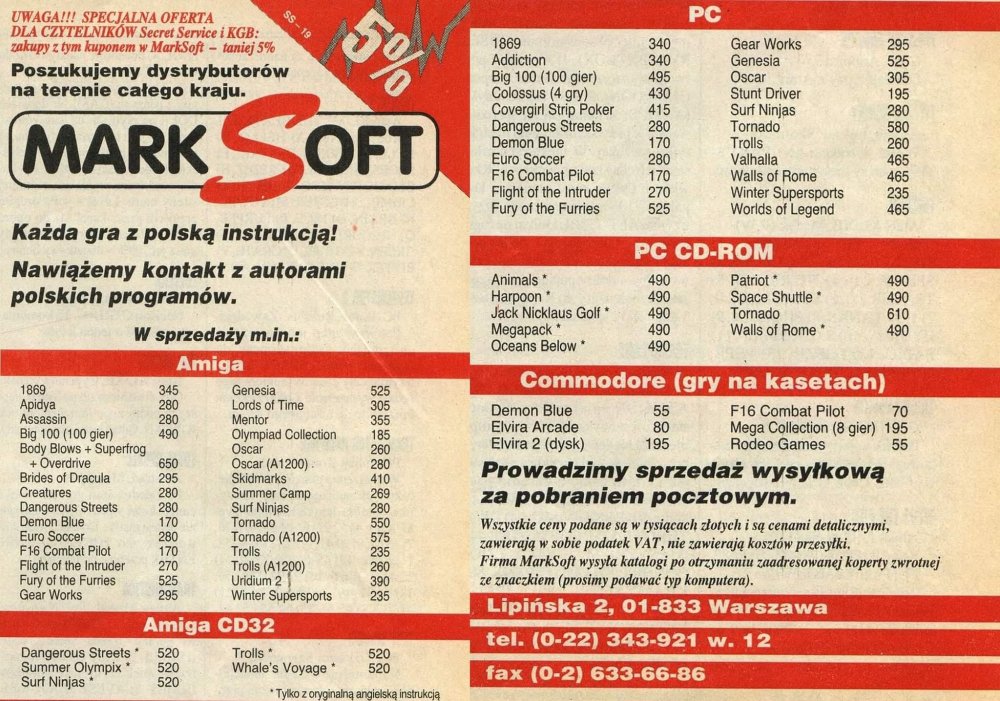 UWAGA!!! SPECJALNA OFERTA
DLA CZYTELNIKÓW Secret Service i KGB:
zakupy z tym kuponem w MarkSoft – taniej 5%
SS - 19
5%
Poszukujemy dystrybutorów
na terenie całego kraju.
MARK SOFT
Każda gra z polską instrukcją!
Nawiążemy kontakt z autorami
polskich programów.
W sprzedaży m.in.:
Amiga
1869 345
Apidya 280
Assassin 280
Big 100 (100 gier) 490
Body Blows + Superfrog
+ Overdrive 650
Brides of Dracula 295
Creatures 280
Dangerous Streets 280
Demon Blue 170
Euro Soccer 280
F16 Combat Pilot 170
Flight of the Intruder 270
Fury of the Furries 525
Gear Works 295
Genesia 525
Lords of Time 305
Mentor 355
Olympiad Collection 185
Oscar 260
Oscar (A1200) 280
Skidmarks 410
Summer Camp 269
Surf Ninjas 280
Tornado 550
Tornado (A1200) 575
Trolls 235
Trolls (A1200) 260
Uridium 2 390
Winter Supersports 235
Amiga CD32
Dangerous Streets * 520
Summer Olympix * 520
Surf Ninjas * 520
Trolls * 520
Whale's Voyage * 520
* Tylko z oryginalną angielską instrukcją
PC
1869 340
Addiction 340
Big 100 (100 gier) 495
Colossus (4 gry) 430
Covergirl Strip Poker 415
Dangerous Streets 280
Demon Blue 170
Euro Soccer 280
F16 Combat Pilot 170
Flight of the Intruder 270
Fury of the Furries 525
Gear Works 295
Genesia 525
Oscar 305
Stunt Driver 195
Surf Ninjas 280
Tornado 580
Trolls 260
Valhalla 465
Walls of Rome 465
Winter Supersports 235
Worlds of Legend 465
PC CD-ROM
Animals * 490
Harpoon * 490
Jack Nicklaus Golf * 490
Megapack * 490
Oceans Below * 490
Patriot * 490
Space Shuttle * 490
Tornado 610
Walls of Rome * 490
Commodore (gry na kasetach)
Demon Blue 55
Elvira Arcade 80
Elvira 2 (dysk) 195
F16 Combat Pilot 70
Mega Collection (8 gier) 195
Rodeo Games 55
Prowadzimy sprzedaż wysyłkową
za pobraniem pocztowym.
Wszystkie ceny podane są w tysiącach złotych i są cenami detalicznymi,
zawierają w sobie podatek VAT, nie zawierają kosztów przesyłki.
Firma MarkSoft wysyła katalogi po otrzymaniu zaadresowanej koperty zwrotnej
ze znaczkiem (prosimy podawać typ komputera).
Lipińska 2, 01-833 Warszawa
tel. (0-22) 343-921 w. 12
fax (0-2) 633-66-86